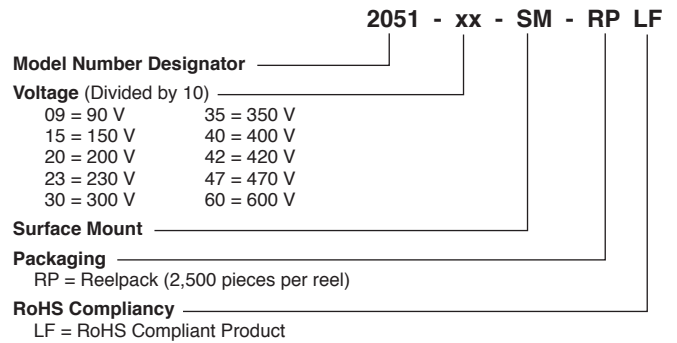 2051 - xx - SM - RP LF
Model Number Designator
Voltage (Divided by 10)
09 = 90 V 35 = 350 V
15 = 150 V 40 = 400 V
20 = 200 V 42 = 420 V
23 = 230 V 47 = 470 V
30 = 300 V 60 = 600 V
Surface Mount
Packaging
RP = Reelpack (2,500 pieces per reel)
RoHS Compliancy
LF = RoHS Compliant Product